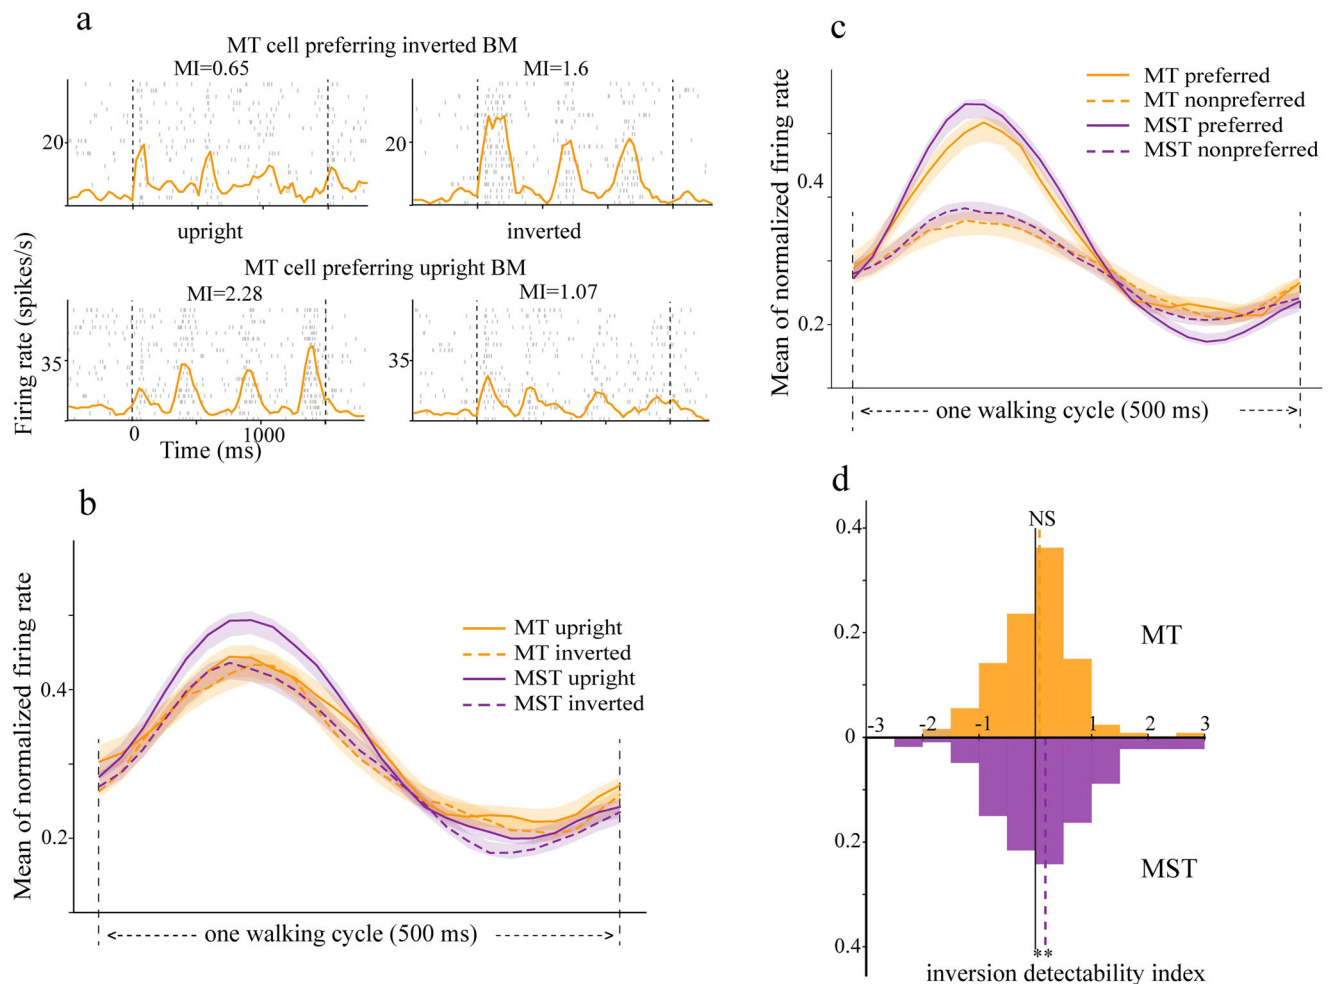 a
MT cell preferring inverted BM
MI=0.65
MI=1.6
20
20
upright
inverted
MT cell preferring upright BM
MI=2.28
MI=1.07
35
35
Firing rate (spikes/s)
0
1000
Time (ms)
b
Mean of normalized firing rate
0.4
0.2
MT upright
MT inverted
MST upright
MST inverted
one walking cycle (500 ms)
c
Mean of normalized firing rate
0.4
0.2
MT preferred
MT nonpreferred
MST preferred
MST nonpreferred
one walking cycle (500 ms)
d
NS
0.4
0.2
MT
-3 -2 -1 1 2 3
0
0.2
MST
0.4
**
inversion detectability index